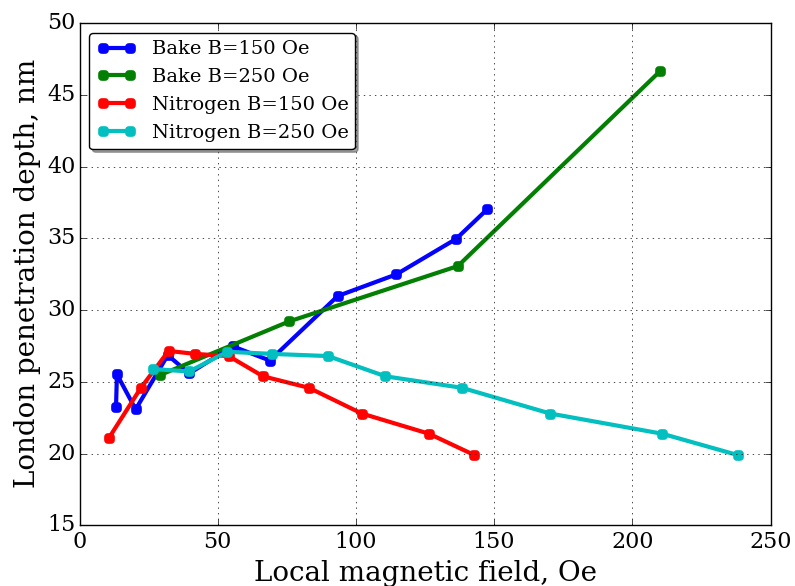 50
45
40
35
30
25
20
15
0
50
100
150
200
250
London penetration depth, nm
Local magnetic field, Oe
Bake B=150 Oe
Bake B=250 Oe
Nitrogen B=150 Oe
Nitrogen B=250 Oe